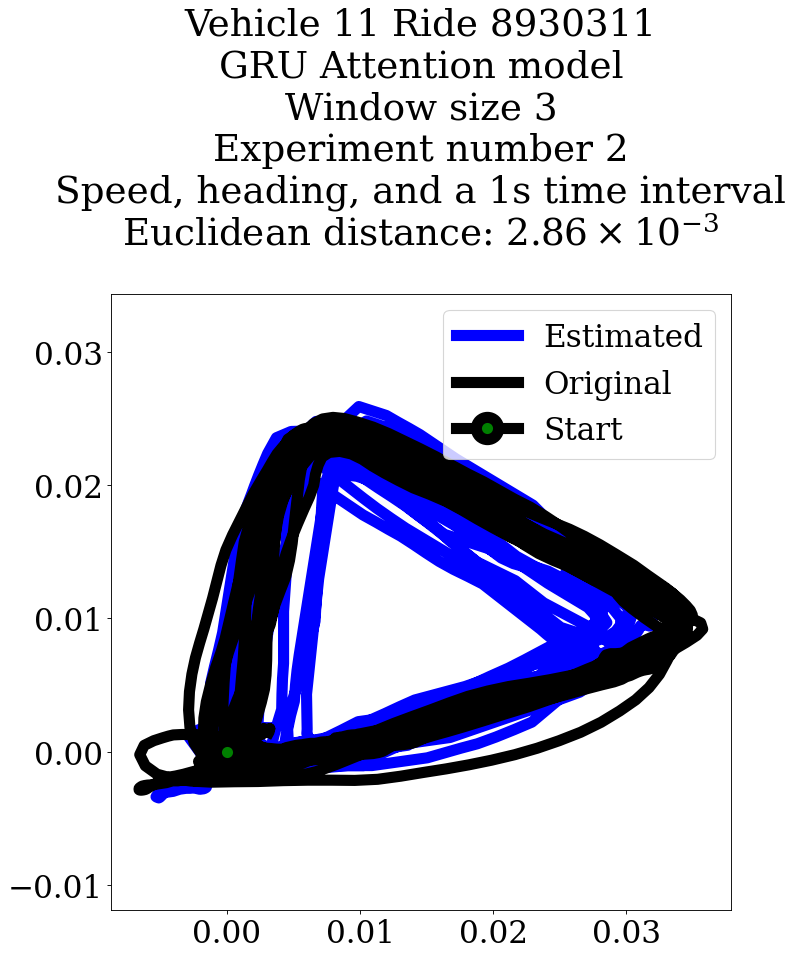 Vehicle 11 Ride 8930311
GRU Attention model
Window size 3
Experiment number 2
Speed, heading, and a 1s time interval
Euclidean distance: 2.86 × 10⁻³
Estimated
Original
Start
0.03
0.02
0.01
0.00
−0.01
0.00 0.01 0.02 0.03